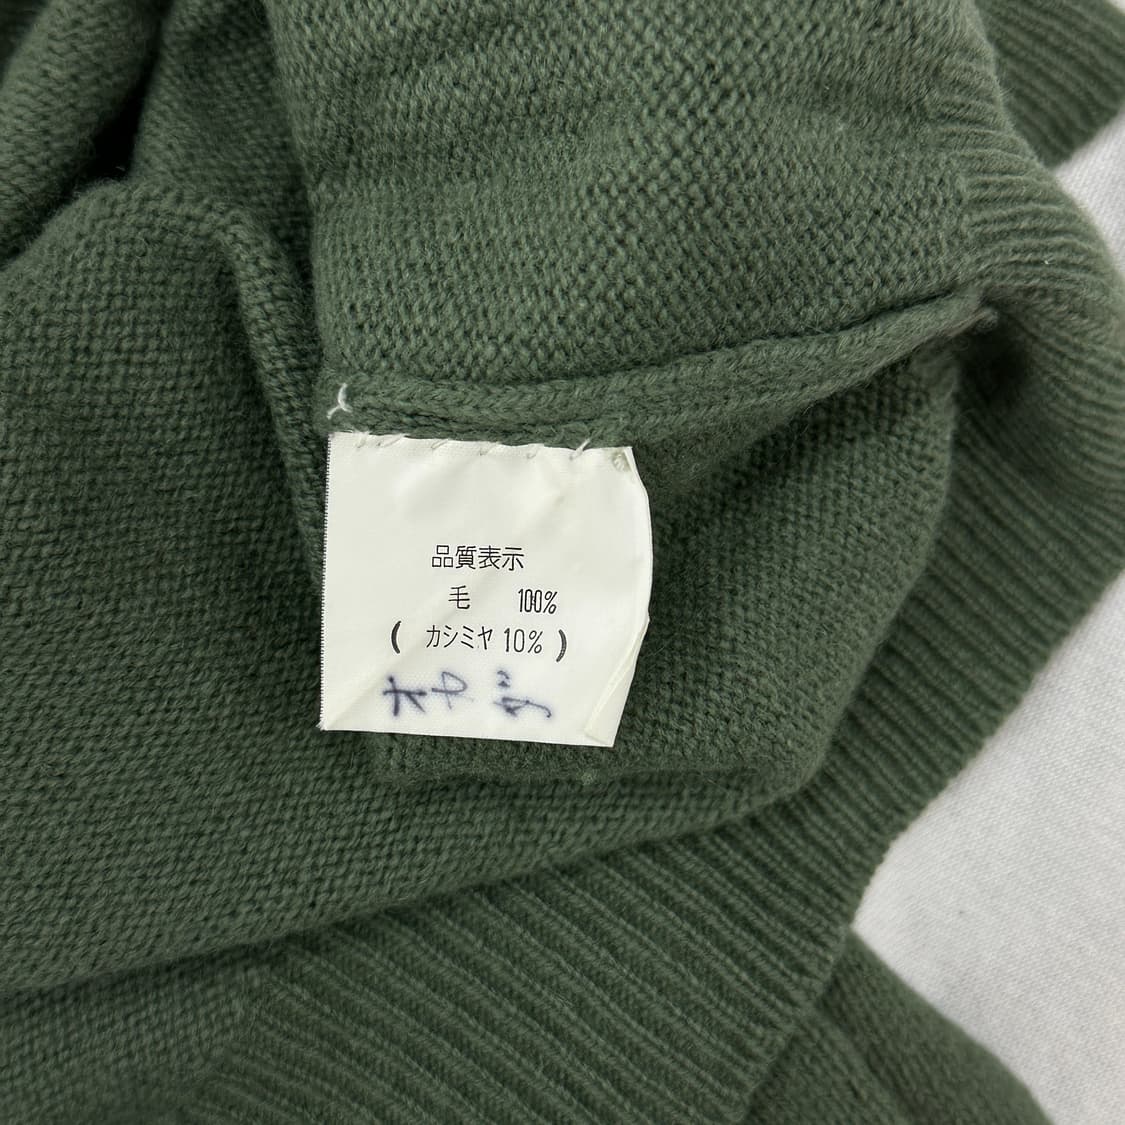 品質表示
毛 100%
( カシミヤ 10% )